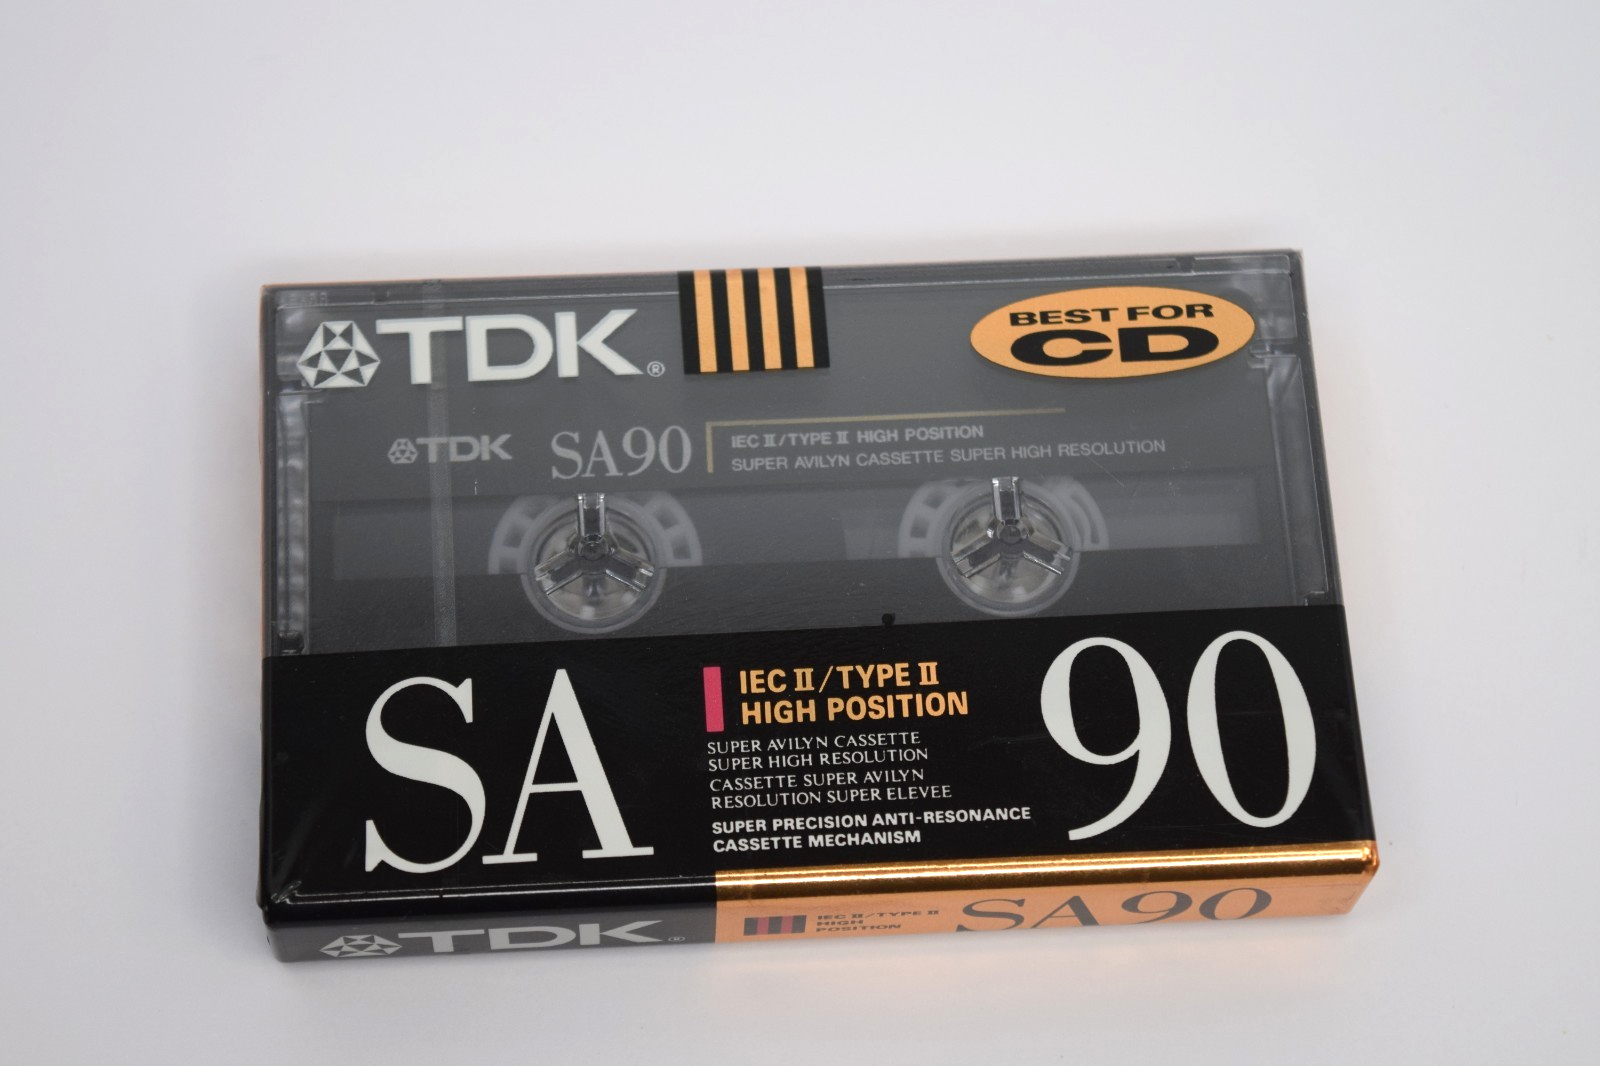 TDK®
BEST FOR
CD
TDK SA90 IEC II/TYPE II HIGH POSITION
SUPER AVILYN CASSETTE SUPER HIGH RESOLUTION
SA
IEC II/TYPE II
HIGH POSITION
SUPER AVILYN CASSETTE
SUPER HIGH RESOLUTION
CASSETTE SUPER AVILYN
RESOLUTION SUPER ELEVEE
SUPER PRECISION ANTI-RESONANCE
CASSETTE MECHANISM
90
TDK®
IEC II/TYPE II
HIGH
POSITION
SA90